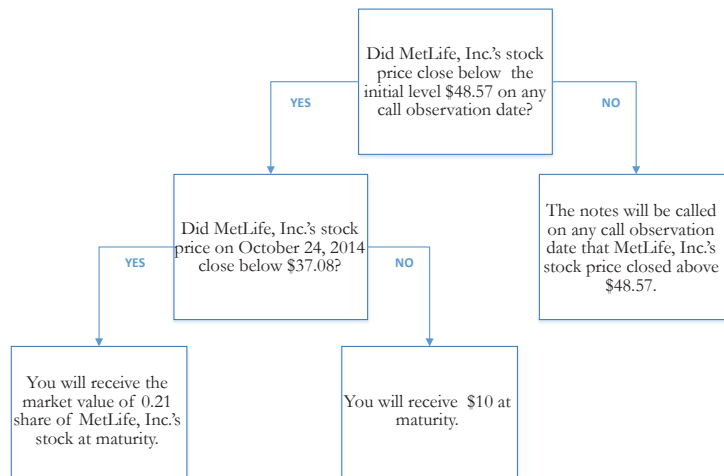 Did MetLife, Inc.'s stock
price close below the
initial level $48.57 on any
call observation date?
YES
NO
Did MetLife, Inc.'s stock
price on October 24, 2014
close below $37.08?
The notes will be called
on any call observation
date that MetLife, Inc.'s
stock price closed above
$48.57.
YES
NO
You will receive the
market value of 0.21
share of MetLife, Inc.'s
stock at maturity.
You will receive $10 at
maturity.